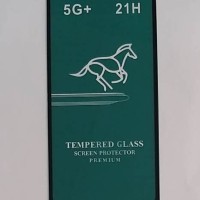 5G+ 21H
TEMPERED GLASS
SCREEN PROTECTOR
PREMIUM